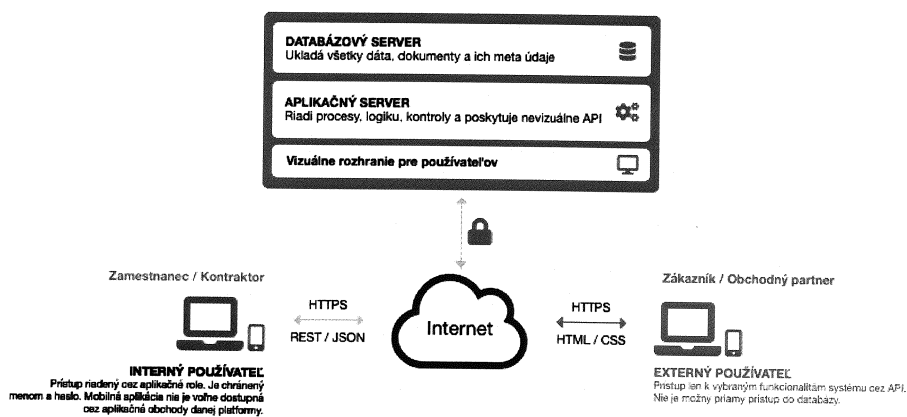 DATABÁZOVÝ SERVER
Ukladá všetky dáta, dokumenty a ich meta údaje
APLIKAČNÝ SERVER
Riadi procesy, logiku, kontroly a poskytuje nevizuálne API
Vizuálne rozhranie pre používateľov
Zamestnanec / Kontraktor
HTTPS
REST / JSON
Internet
HTTPS
HTML / CSS
Zákazník / Obchodný partner
INTERNÝ POUŽÍVATEĽ
Prístup riadený cez aplikačné role. Je chránený
menom a heslo. Mobilná aplikácia nie je voľne dostupná
cez aplikačné obchody danej platformy.
EXTERNÝ POUŽÍVATEĽ
Prístup len k vybraným funkcionalitám systému cez API.
Nie je možný priamy prístup do databázy.